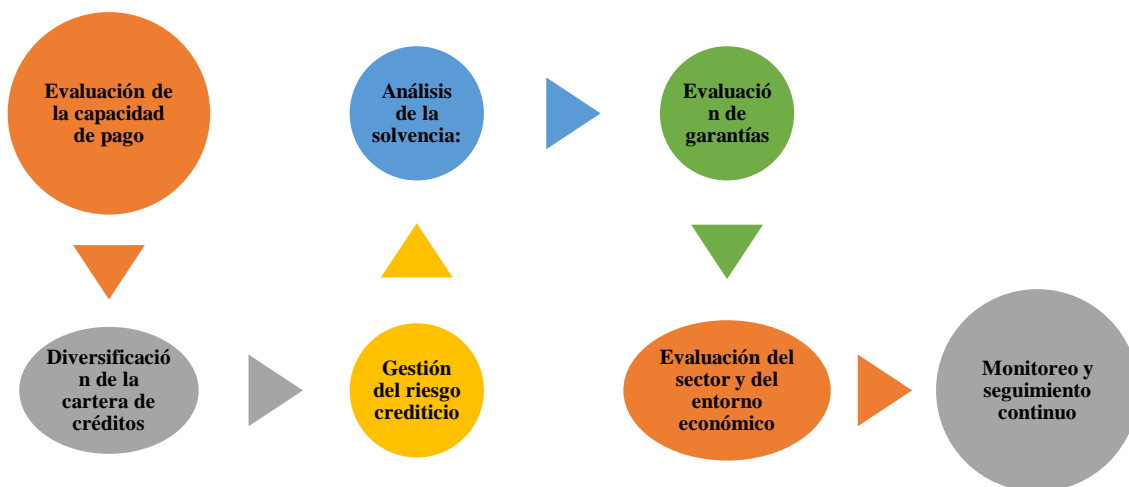 Evaluación de
la capacidad
de pago
Diversificació
n de la
cartera de
créditos
Gestión
del riesgo
crediticio
Análisis
de la
solvencia:
Evaluació
n de
garantías
Evaluación del
sector y del
entorno
económico
Monitoreo y
seguimiento
continuo